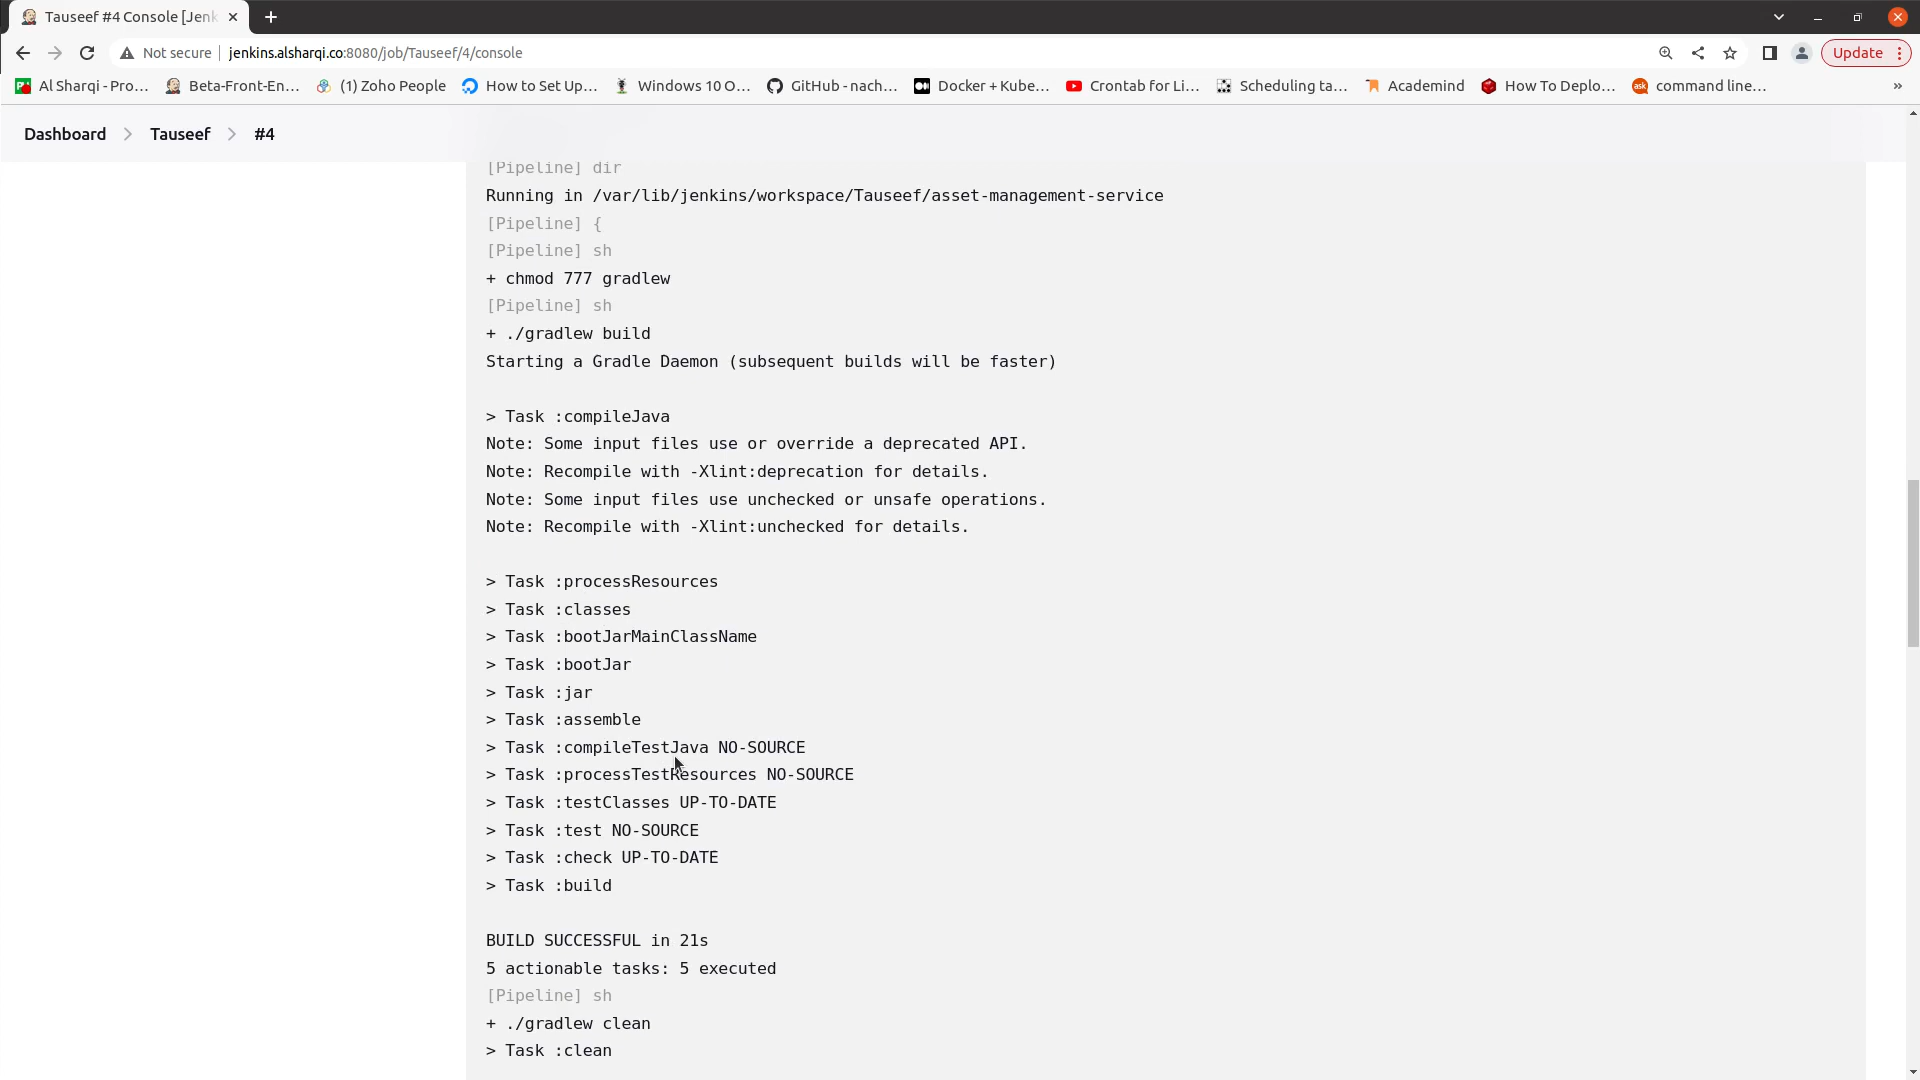 Tauseef #4 Console [Jenk
Not secure
jenkins.alsharqi.co:8080/job/Tauseef/4/console
Update
Al Sharqi - Pro...
Beta-Front-En...
(1) Zoho People
How to Set Up...
Windows 10 O...
GitHub - nach...
Docker + Kube...
Crontab for Li...
Scheduling ta...
Academind
How To Deplo...
ask
command line...
»
Dashboard > Tauseef > #4
[Pipeline] dir
Running in /var/lib/jenkins/workspace/Tauseef/asset-management-service
[Pipeline] {
[Pipeline] sh
+ chmod 777 gradlew
[Pipeline] sh
+ ./gradlew build
Starting a Gradle Daemon (subsequent builds will be faster)
> Task :compileJava
Note: Some input files use or override a deprecated API.
Note: Recompile with -Xlint:deprecation for details.
Note: Some input files use unchecked or unsafe operations.
Note: Recompile with -Xlint:unchecked for details.
> Task :processResources
> Task :classes
> Task :bootJarMainClassName
> Task :bootJar
> Task :jar
> Task :assemble
> Task :compileTestJava NO-SOURCE
> Task :processTestResources NO-SOURCE
> Task :testClasses UP-TO-DATE
> Task :test NO-SOURCE
> Task :check UP-TO-DATE
> Task :build
BUILD SUCCESSFUL in 21s
5 actionable tasks: 5 executed
[Pipeline] sh
+ ./gradlew clean
> Task :clean